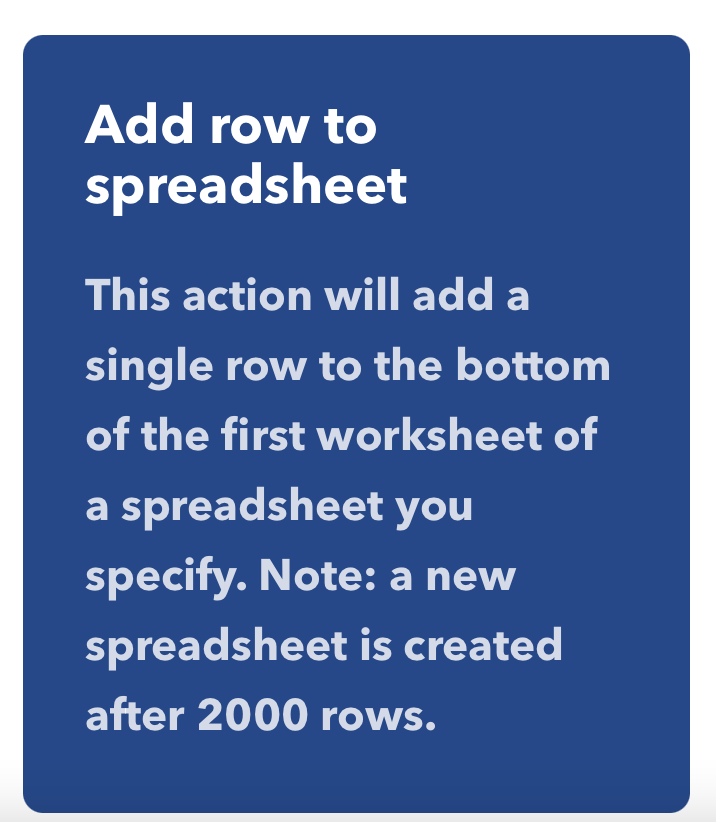 Add row to
spreadsheet
This action will add a
single row to the bottom
of the first worksheet of
a spreadsheet you
specify. Note: a new
spreadsheet is created
after 2000 rows.